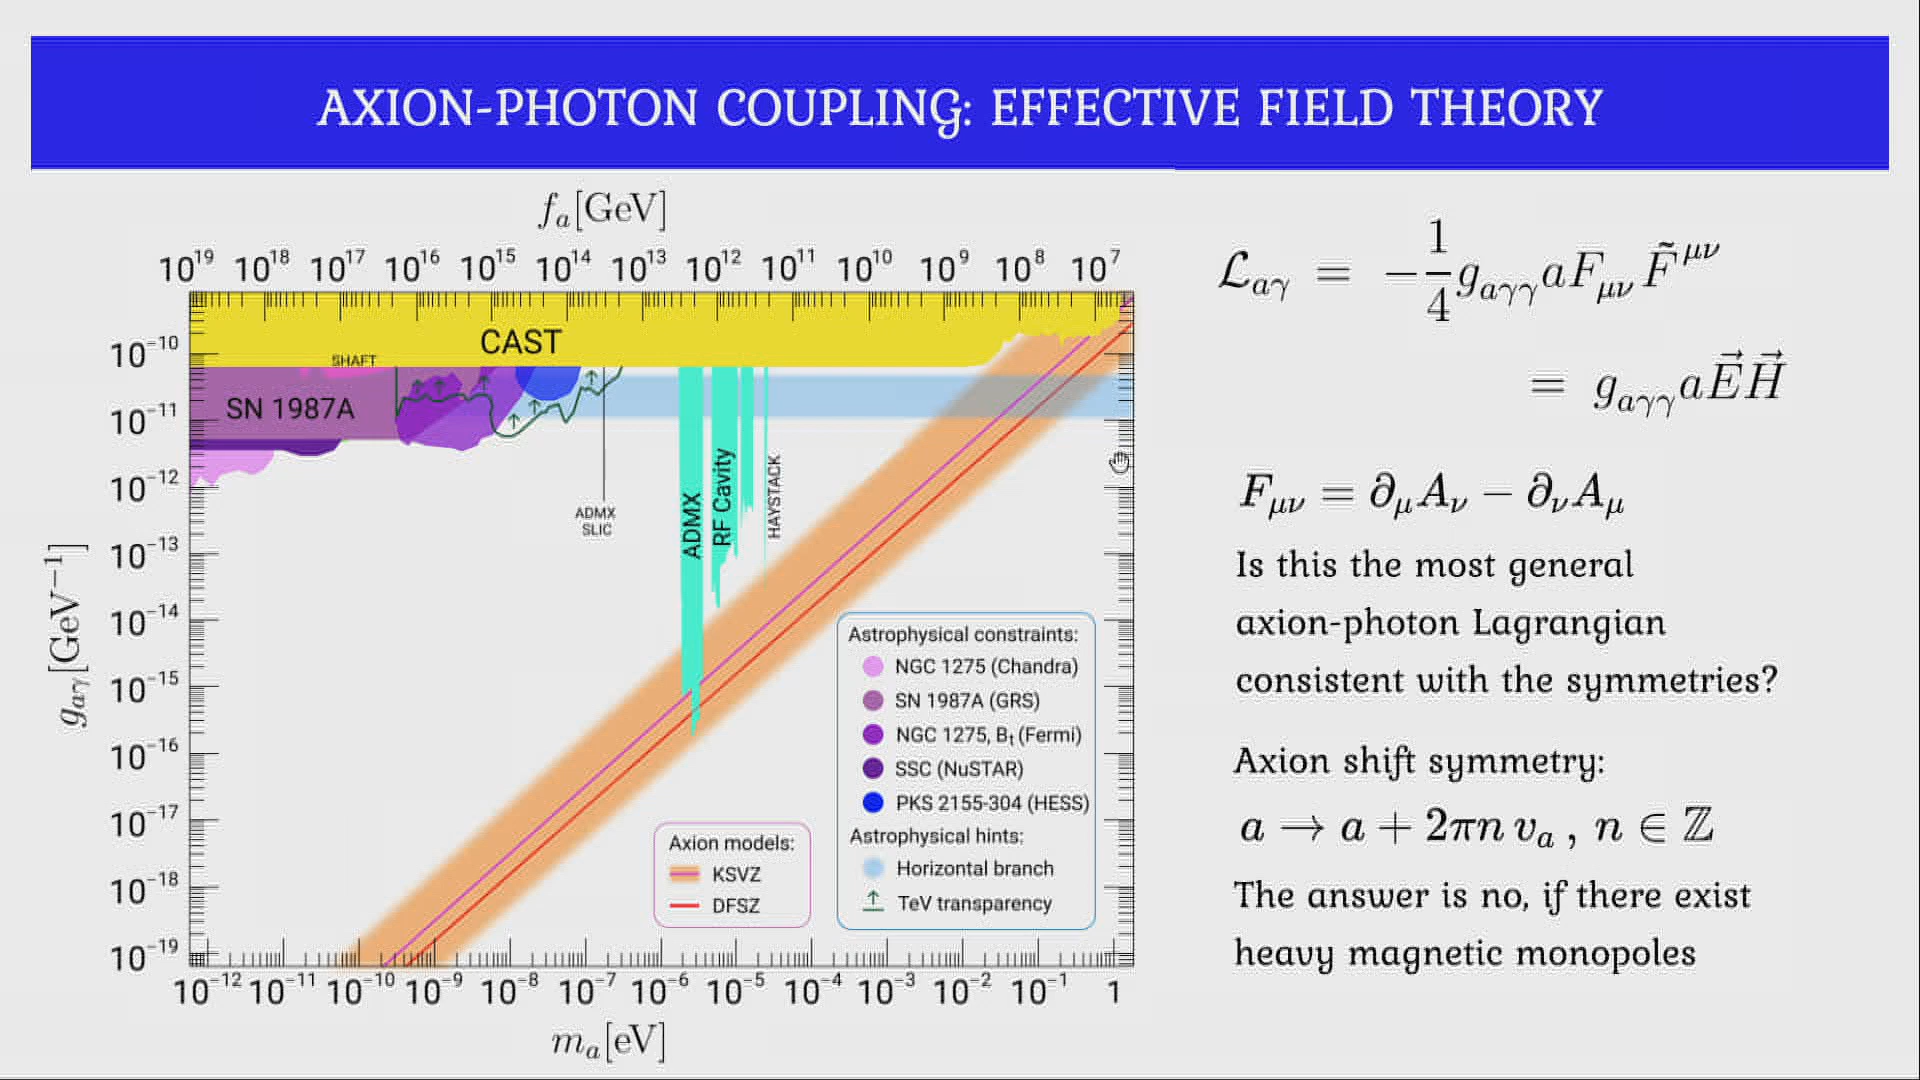 AXION-PHOTON COUPLING: EFFECTIVE FIELD THEORY
f_a[GeV]
10^19 10^18 10^17 10^16 10^15 10^14 10^13 10^12 10^11 10^10 10^9 10^8 10^7
g_aγ[GeV^−1]
10^−10
10^−11
10^−12
10^−13
10^−14
10^−15
10^−16
10^−17
10^−18
10^−19
CAST
SHAFT
SN 1987A
ADMX
SLIC
ADMX
RF Cavity
HAYSTACK
Axion models:
KSVZ
DFSZ
Astrophysical constraints:
NGC 1275 (Chandra)
SN 1987A (GRS)
NGC 1275, B_t (Fermi)
SSC (NuSTAR)
PKS 2155-304 (HESS)
Astrophysical hints:
Horizontal branch
TeV transparency
10^−12 10^−11 10^−10 10^−9 10^−8 10^−7 10^−6 10^−5 10^−4 10^−3 10^−2 10^−1 1
m_a[eV]
ℒ_aγ ≡ −1/4 g_aγγ a F_μν F̃^μν
≡ g_aγγ a E⃗ H⃗
F_μν ≡ ∂_μ A_ν − ∂_ν A_μ
Is this the most general
axion-photon Lagrangian
consistent with the symmetries?
Axion shift symmetry:
a → a + 2πn v_a , n ∈ ℤ
The answer is no, if there exist
heavy magnetic monopoles